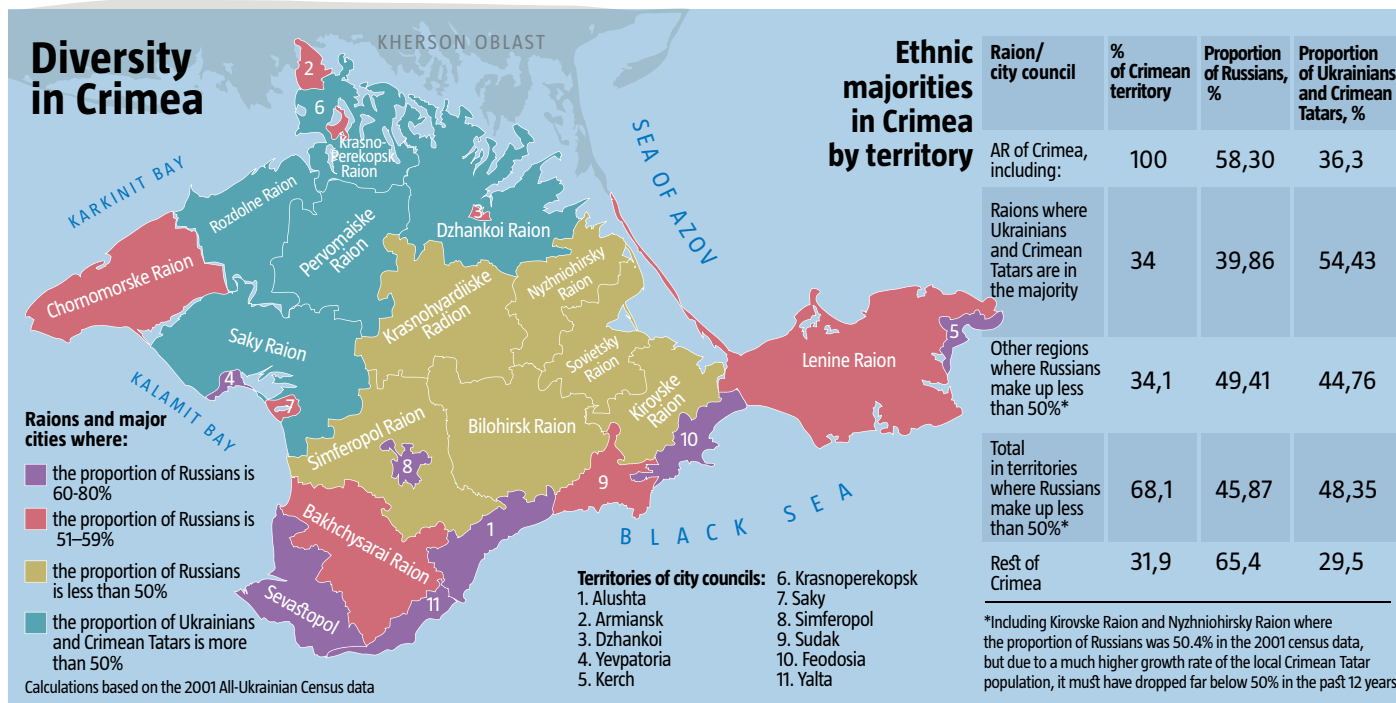 Diversity
in Crimea
KHERSON OBLAST
SEA OF AZOV
KARKINIT BAY
KALAMIT BAY
BLACK SEA
2
6
Krasno-
Perekopsk
Raion
Rozdolne Raion
Pervomaiske
Raion
3
Dzhankoi Raion
Chornomorske Raion
Saky Raion
4
7
Krasnohvardiiske
Radion
Nyzhniohirsky
Raion
Sovietsky
Raion
Kirovske
Raion
Lenine Raion
5
Simferopol Raion
8
Bilohirsk Raion
10
9
1
Bakhchysarai Raion
Sevastopol
11
Raions and major
cities where:
the proportion of Russians is
60-80%
the proportion of Russians is
51–59%
the proportion of Russians
is less than 50%
the proportion of Ukrainians
and Crimean Tatars is more
than 50%
Calculations based on the 2001 All-Ukrainian Census data
Territories of city councils:
1. Alushta
2. Armiansk
3. Dzhankoi
4. Yevpatoria
5. Kerch
6. Krasnoperekopsk
7. Saky
8. Simferopol
9. Sudak
10. Feodosia
11. Yalta
Ethnic
majorities
in Crimea
by territory
Raion/
city council
%
of Crimean
territory
Proportion
of Russians,
%
Proportion
of Ukrainians
and Crimean
Tatars, %
AR of Crimea,
including:
100
58,30
36,3
Raions where
Ukrainians
and Crimean
Tatars are in
the majority
34
39,86
54,43
Other regions
where Russians
make up less
than 50%*
34,1
49,41
44,76
Total
in territories
where Russians
make up less
than 50%*
68,1
45,87
48,35
Rest of
Crimea
31,9
65,4
29,5
*Including Kirovske Raion and Nyzhniohirsky Raion where
the proportion of Russians was 50.4% in the 2001 census data,
but due to a much higher growth rate of the local Crimean Tatar
population, it must have dropped far below 50% in the past 12 years